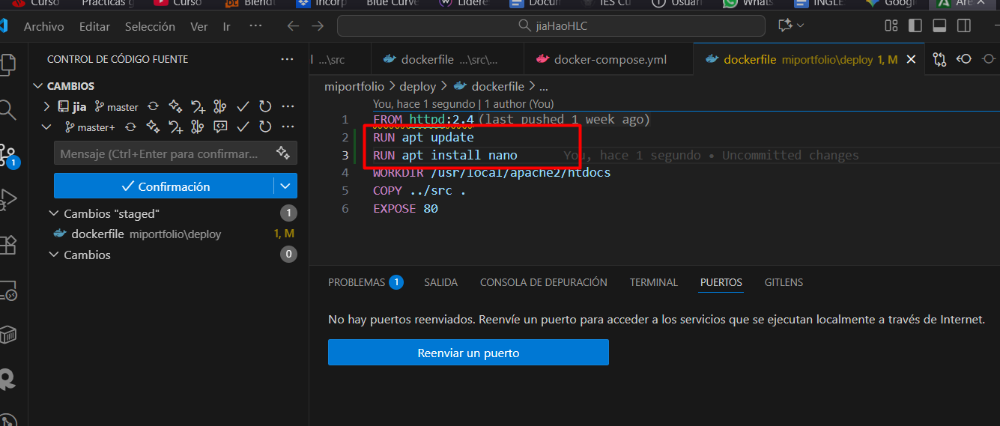 Curso
Prácticas g
Curso
Blend
Incorp
Blue Curve
Lidere
Docum
IES Cu
Usuari
Whats
INGLE
Googl
Are
Archivo Editar Selección Ver Ir ··· jiaHaoHLC
CONTROL DE CÓDIGO FUENTE ···
CAMBIOS
jia master ···
master+ ···
Mensaje (Ctrl+Enter para confirmar...
Confirmación
Cambios "staged" 1
dockerfile miportfolio\deploy 1, M
Cambios 0
1
l ...\src dockerfile ...\src\... docker-compose.yml dockerfile miportfolio\deploy 1, M
miportfolio > deploy > dockerfile > ...
You, hace 1 segundo | 1 author (You)
1 FROM httpd:2.4 (last pushed 1 week ago)
2 RUN apt update
3 RUN apt install nano You, hace 1 segundo • Uncommitted changes
4 WORKDIR /usr/local/apache2/htdocs
5 COPY ../src .
6 EXPOSE 80
PROBLEMAS 1 SALIDA CONSOLA DE DEPURACIÓN TERMINAL PUERTOS GITLENS
No hay puertos reenviados. Reenvíe un puerto para acceder a los servicios que se ejecutan localmente a través de Internet.
Reenviar un puerto